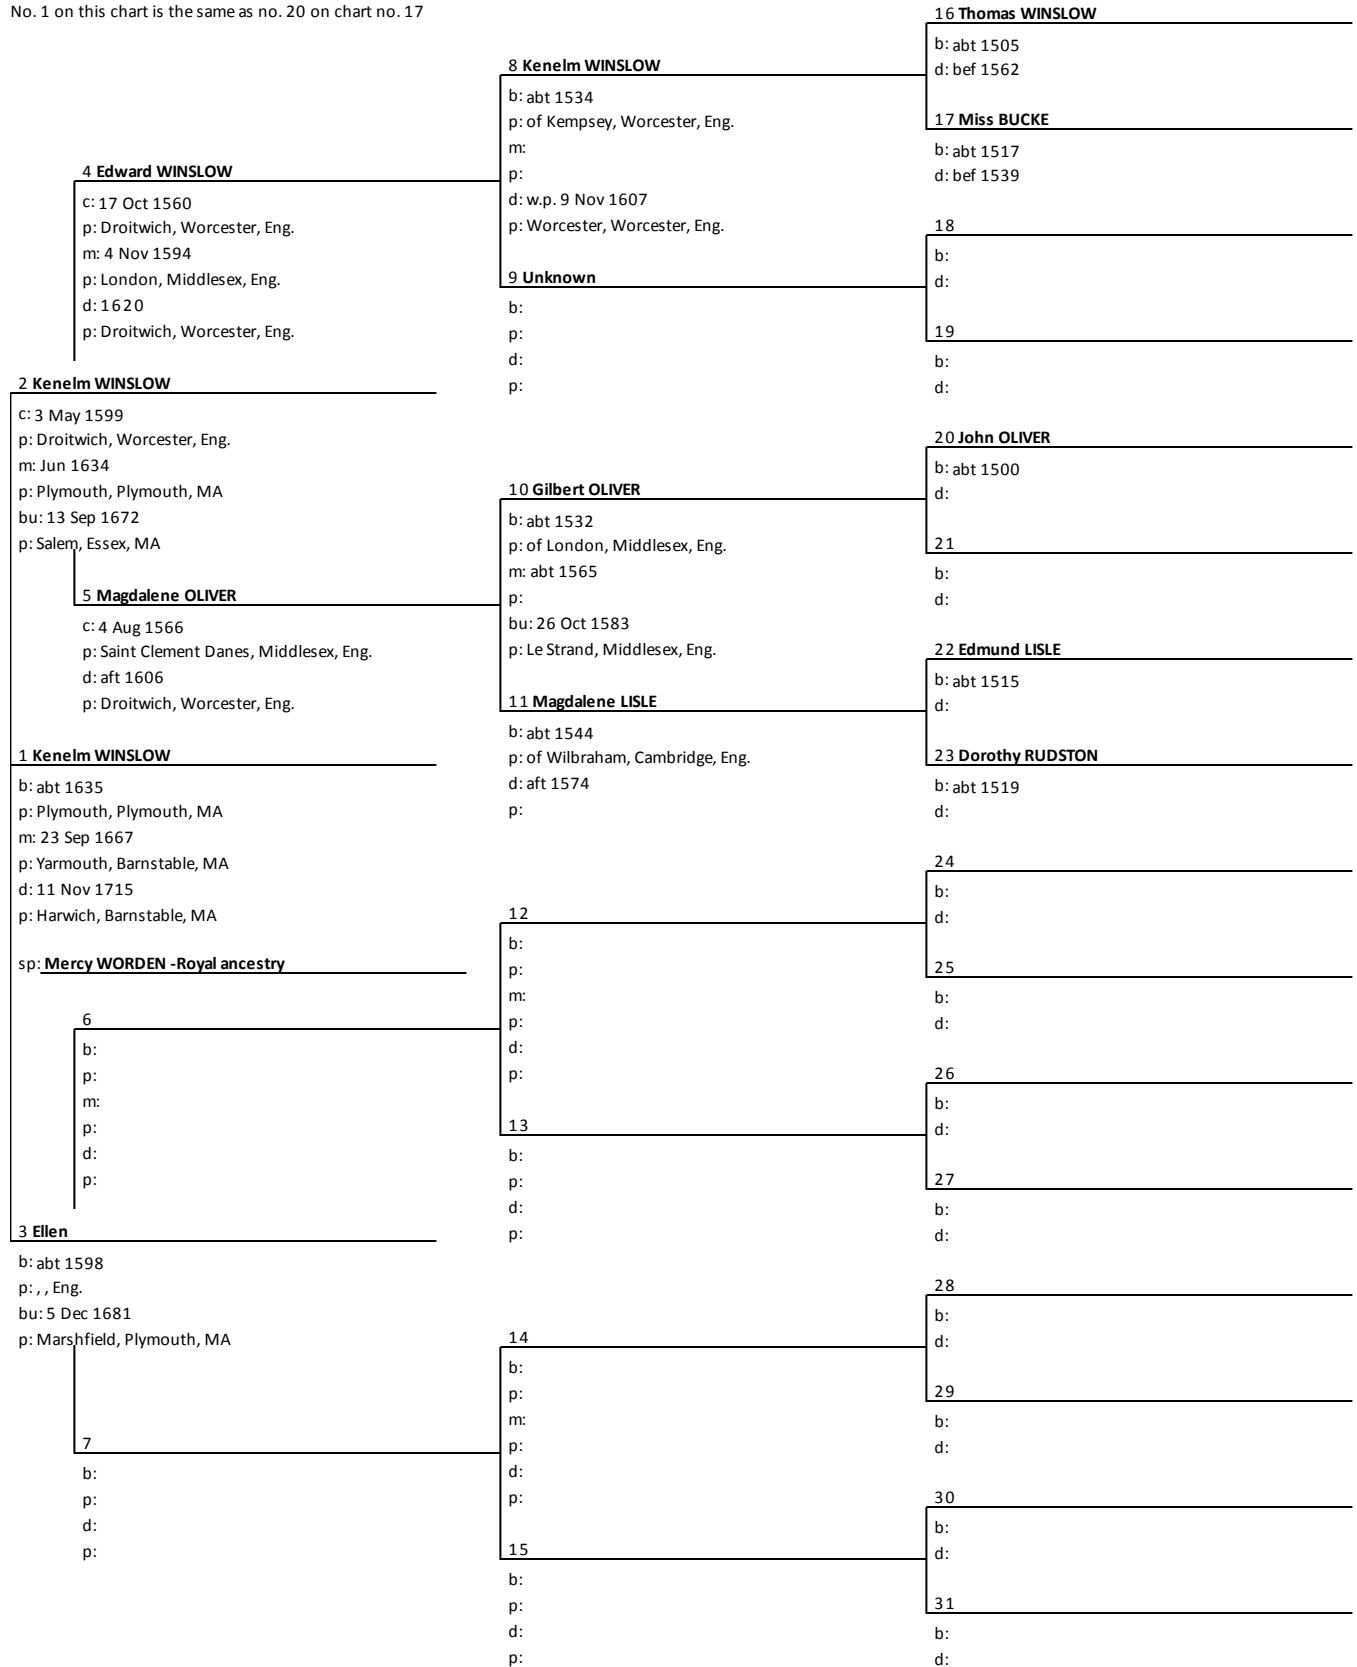 No. 1 on this chart is the same as no. 20 on chart no. 17
16 Thomas WINSLOW
b: abt 1505
d: bef 1562
8 Kenelm WINSLOW
b: abt 1534
p: of Kempsey, Worcester, Eng.
m:
p:
d: w.p. 9 Nov 1607
p: Worcester, Worcester, Eng.
17 Miss BUCKE
b: abt 1517
d: bef 1539
4 Edward WINSLOW
c: 17 Oct 1560
p: Droitwich, Worcester, Eng.
m: 4 Nov 1594
p: London, Middlesex, Eng.
d: 1620
p: Droitwich, Worcester, Eng.
18
b:
d:
9 Unknown
b:
p:
d:
p:
19
b:
d:
2 Kenelm WINSLOW
c: 3 May 1599
p: Droitwich, Worcester, Eng.
m: Jun 1634
p: Plymouth, Plymouth, MA
bu: 13 Sep 1672
p: Salem, Essex, MA
20 John OLIVER
b: abt 1500
d:
10 Gilbert OLIVER
b: abt 1532
p: of London, Middlesex, Eng.
m: abt 1565
p:
bu: 26 Oct 1583
p: Le Strand, Middlesex, Eng.
21
b:
d:
5 Magdalene OLIVER
c: 4 Aug 1566
p: Saint Clement Danes, Middlesex, Eng.
d: aft 1606
p: Droitwich, Worcester, Eng.
22 Edmund LISLE
b: abt 1515
d:
11 Magdalene LISLE
b: abt 1544
p: of Wilbraham, Cambridge, Eng.
d: aft 1574
p:
23 Dorothy RUDSTON
b: abt 1519
d:
1 Kenelm WINSLOW
b: abt 1635
p: Plymouth, Plymouth, MA
m: 23 Sep 1667
p: Yarmouth, Barnstable, MA
d: 11 Nov 1715
p: Harwich, Barnstable, MA
sp: Mercy WORDEN -Royal ancestry
24
b:
d:
12
b:
p:
m:
p:
d:
p:
25
b:
d:
6
b:
p:
m:
p:
d:
p:
26
b:
d:
13
b:
p:
d:
p:
27
b:
d:
3 Ellen
b: abt 1598
p: , , Eng.
bu: 5 Dec 1681
p: Marshfield, Plymouth, MA
28
b:
d:
14
b:
p:
m:
p:
d:
p:
29
b:
d:
7
b:
p:
d:
p:
30
b:
d:
15
b:
p:
d:
p:
31
b:
d: